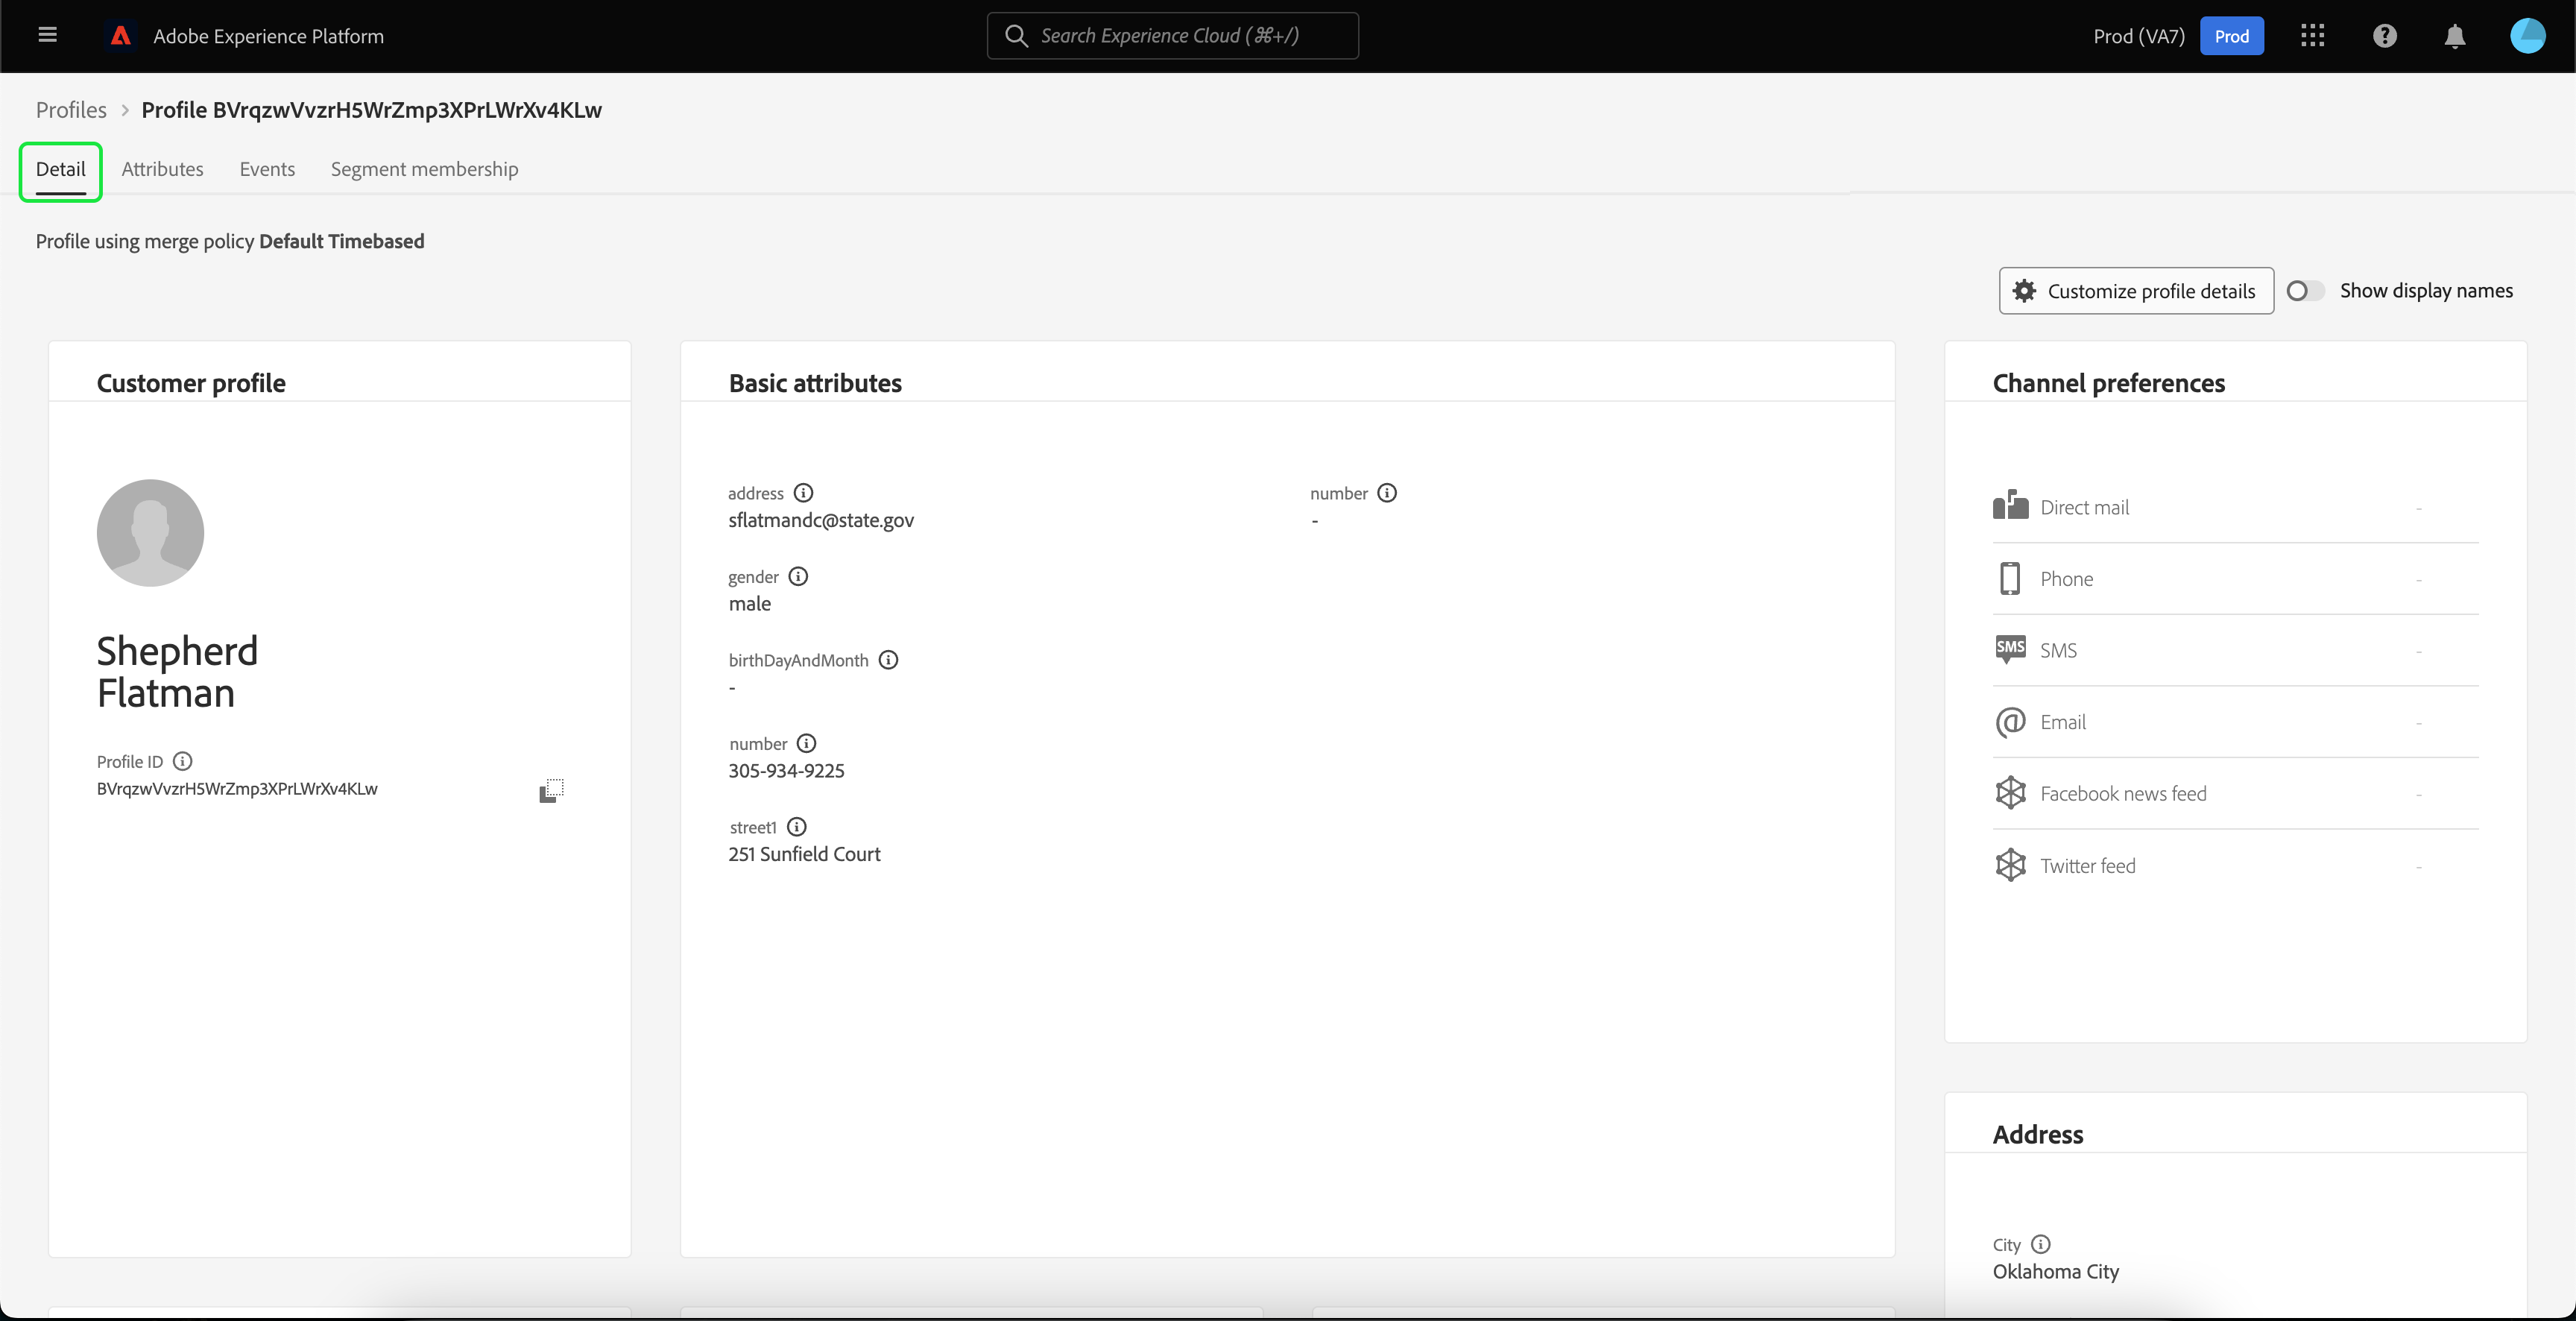 Adobe Experience Platform
Search Experience Cloud (⌘+/)
Prod (VA7)
Prod
Profiles > Profile BVrqzwVvzrH5WrZmp3XPrLWrXv4KLw
Detail
Attributes
Events
Segment membership
Profile using merge policy Default Timebased
Customize profile details
Show display names
Customer profile
Shepherd
Flatman
Profile ID
BVrqzwVvzrH5WrZmp3XPrLWrXv4KLw
Basic attributes
address
sflatmandc@state.gov
gender
male
birthDayAndMonth
-
number
305-934-9225
street1
251 Sunfield Court
number
-
Channel preferences
Direct mail -
Phone -
SMS SMS -
Email -
Facebook news feed -
Twitter feed -
Address
City
Oklahoma City